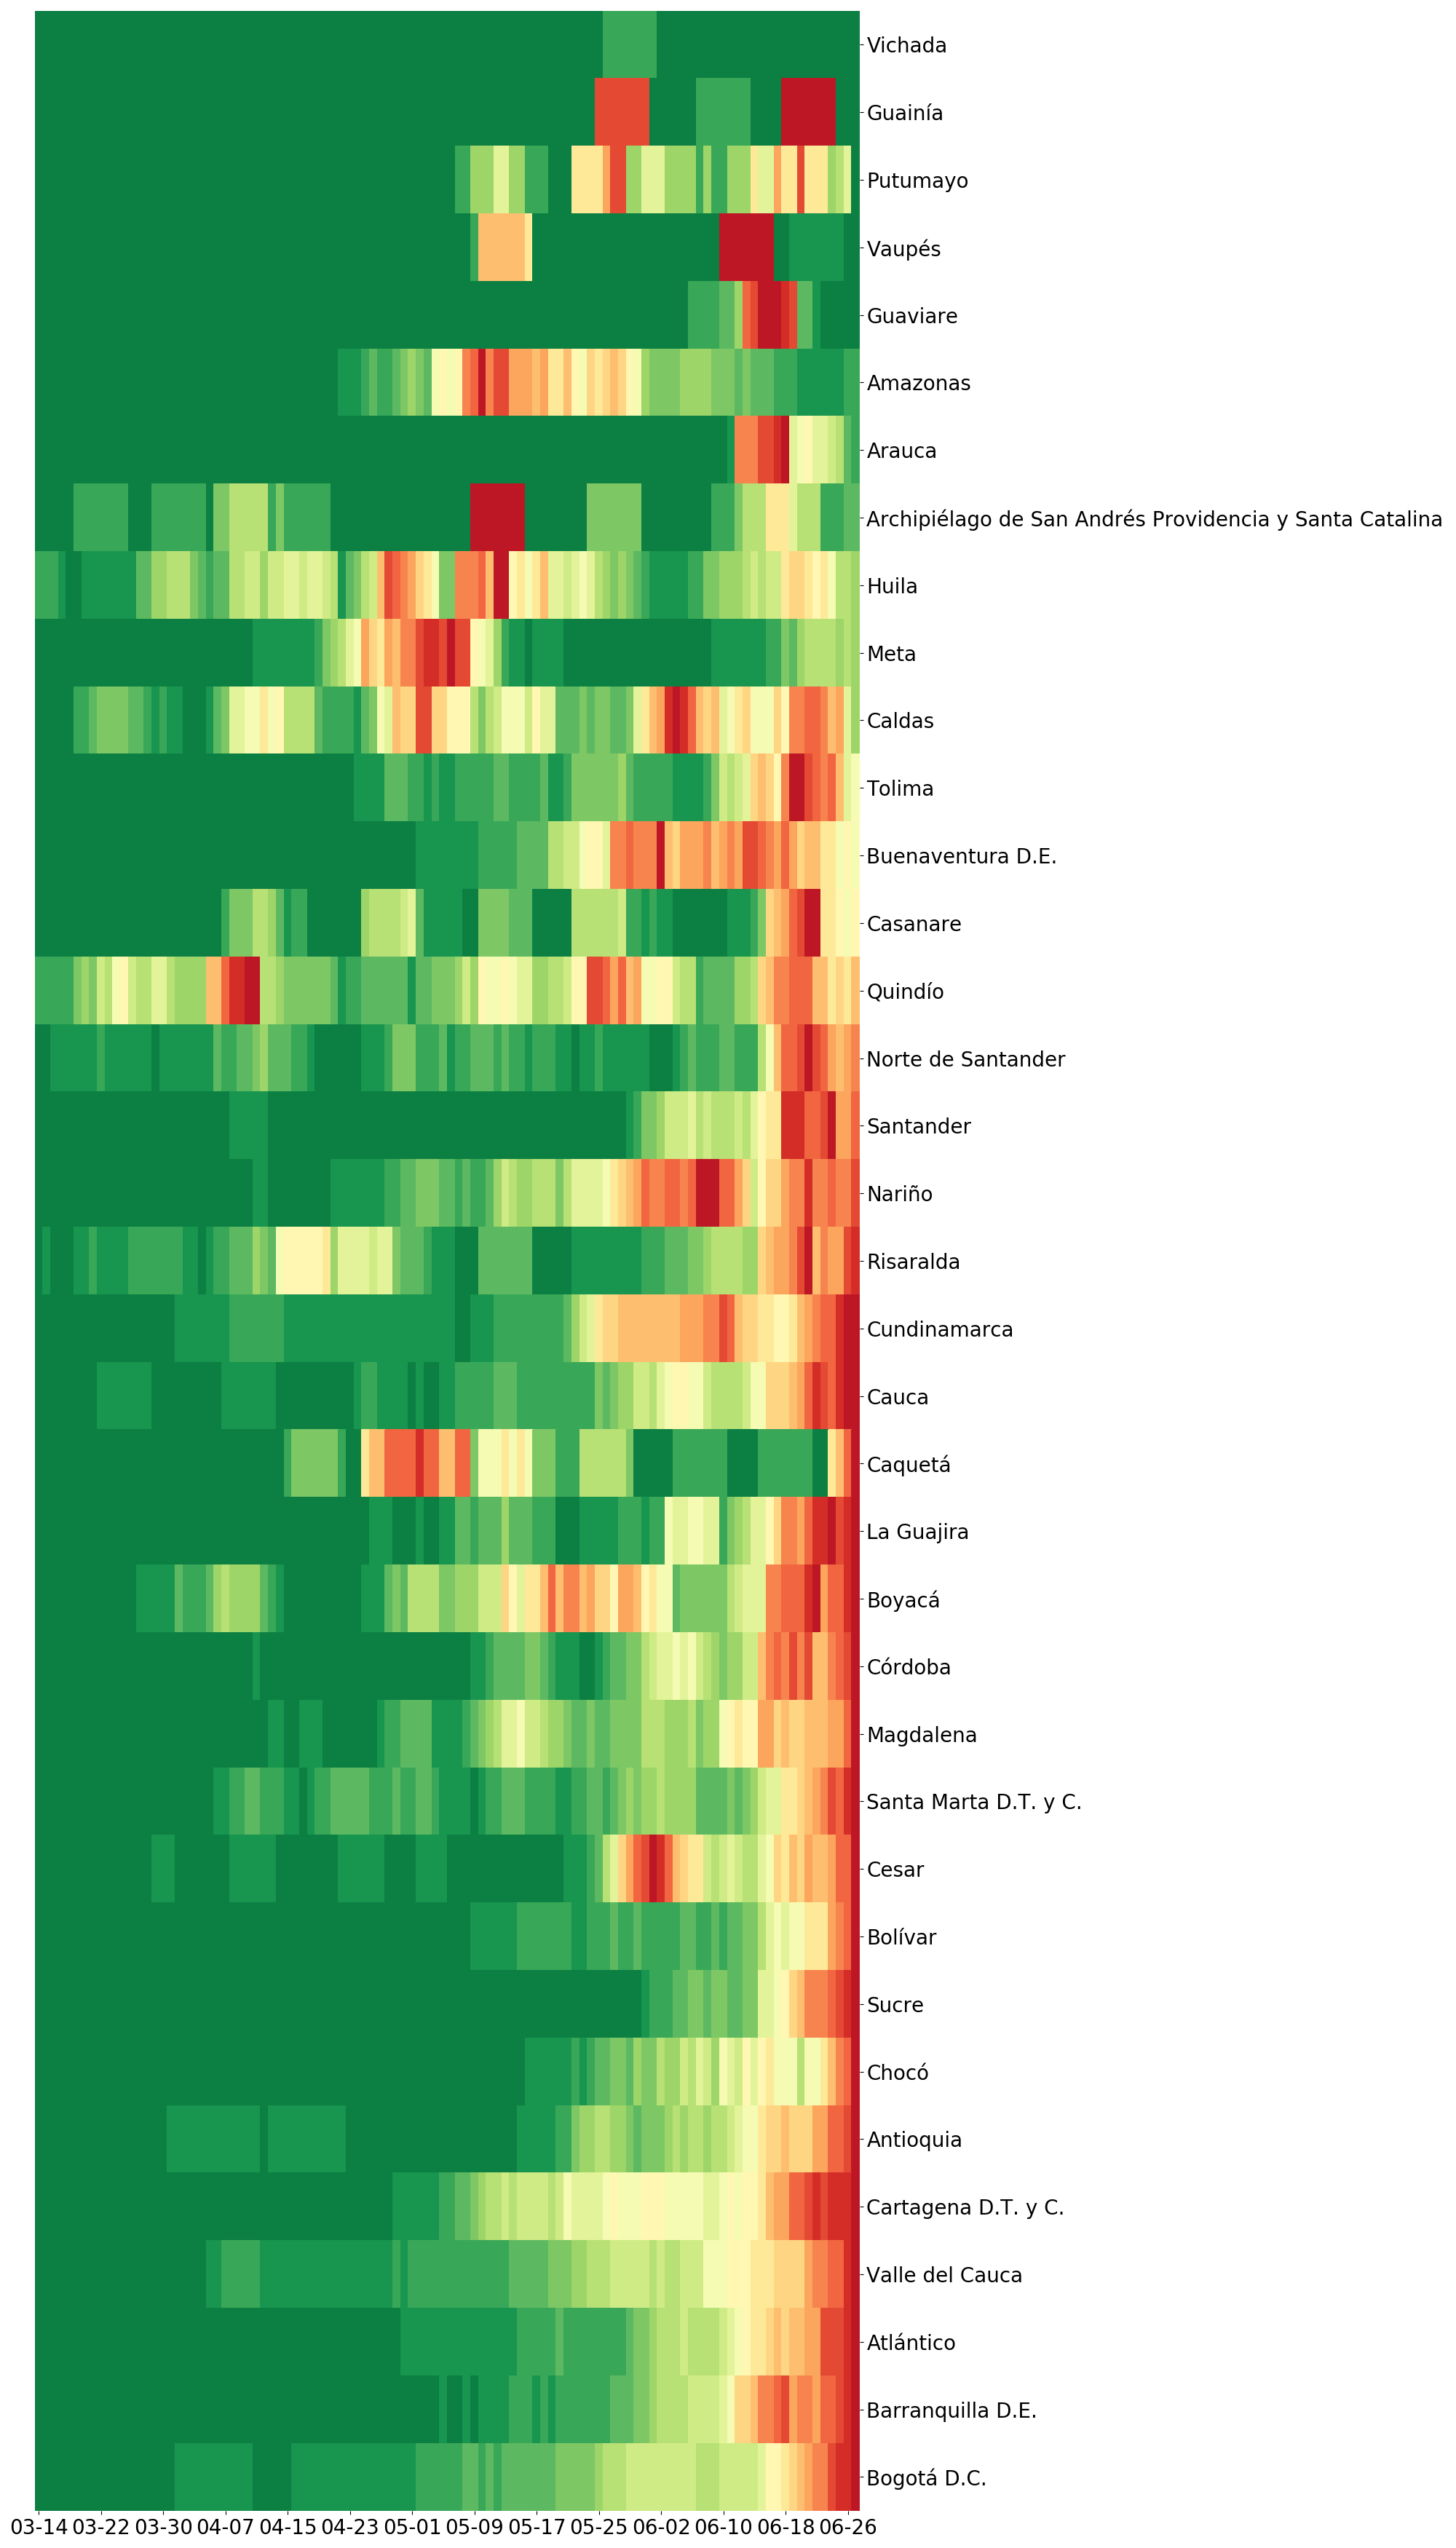 Vichada
Guainía
Putumayo
Vaupés
Guaviare
Amazonas
Arauca
Archipiélago de San Andrés Providencia y Santa Catalina
Huila
Meta
Caldas
Tolima
Buenaventura D.E.
Casanare
Quindío
Norte de Santander
Santander
Nariño
Risaralda
Cundinamarca
Cauca
Caquetá
La Guajira
Boyacá
Córdoba
Magdalena
Santa Marta D.T. y C.
Cesar
Bolívar
Sucre
Chocó
Antioquia
Cartagena D.T. y C.
Valle del Cauca
Atlántico
Barranquilla D.E.
Bogotá D.C.
03-14 03-22 03-30 04-07 04-15 04-23 05-01 05-09 05-17 05-25 06-02 06-10 06-18 06-26